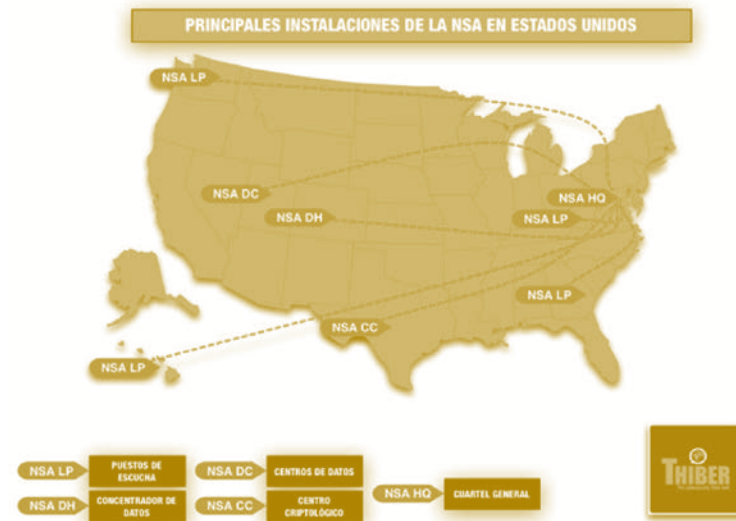 PRINCIPALES INSTALACIONES DE LA NSA EN ESTADOS UNIDOS
NSA LP
NSA DC
NSA HQ
NSA DH
NSA LP
NSA LP
NSA CC
NSA LP
NSA LP
PUESTOS DE
ESCUCHA
NSA DC
CENTROS DE DATOS
NSA HQ
CUARTEL GENERAL
NSA DH
CONCENTRADOR DE
DATOS
NSA CC
CENTRO
CRIPTOLÓGICO
THIBER